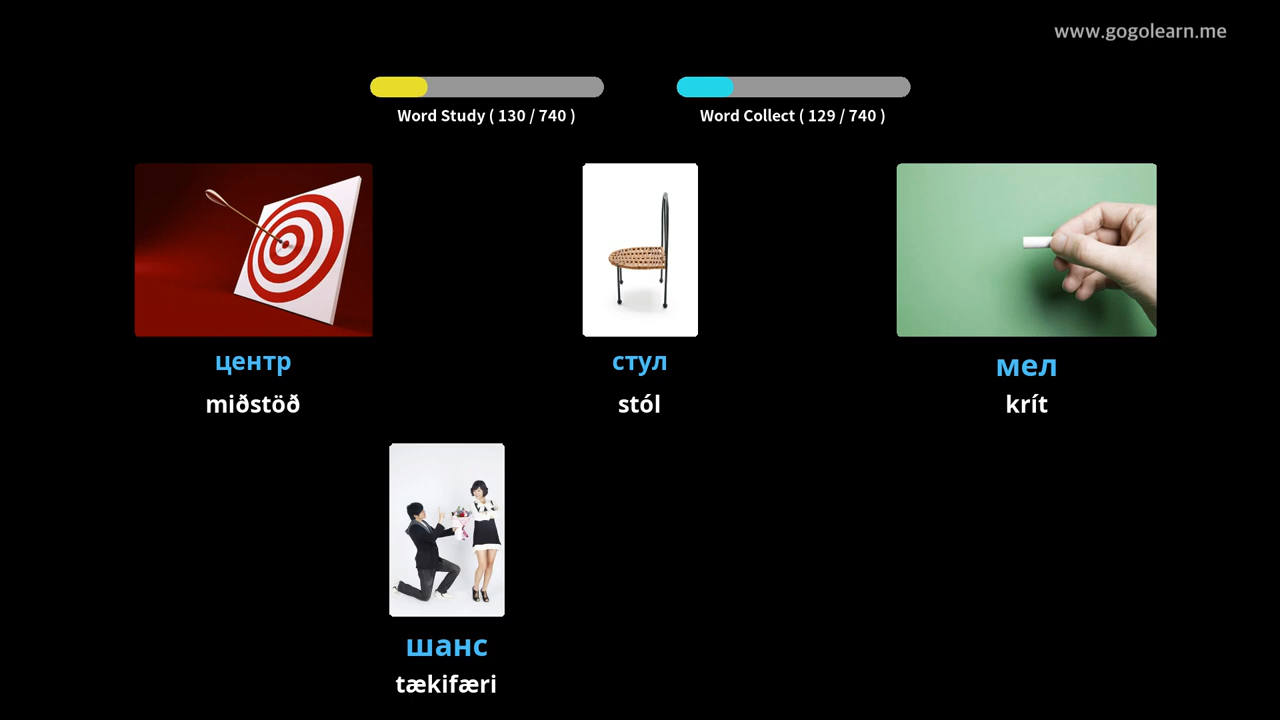 www.gogolearn.me
Word Study ( 130 / 740 )
Word Collect ( 129 / 740 )
центр
miðstöð
стул
stól
мел
krít
шанс
tækifæri